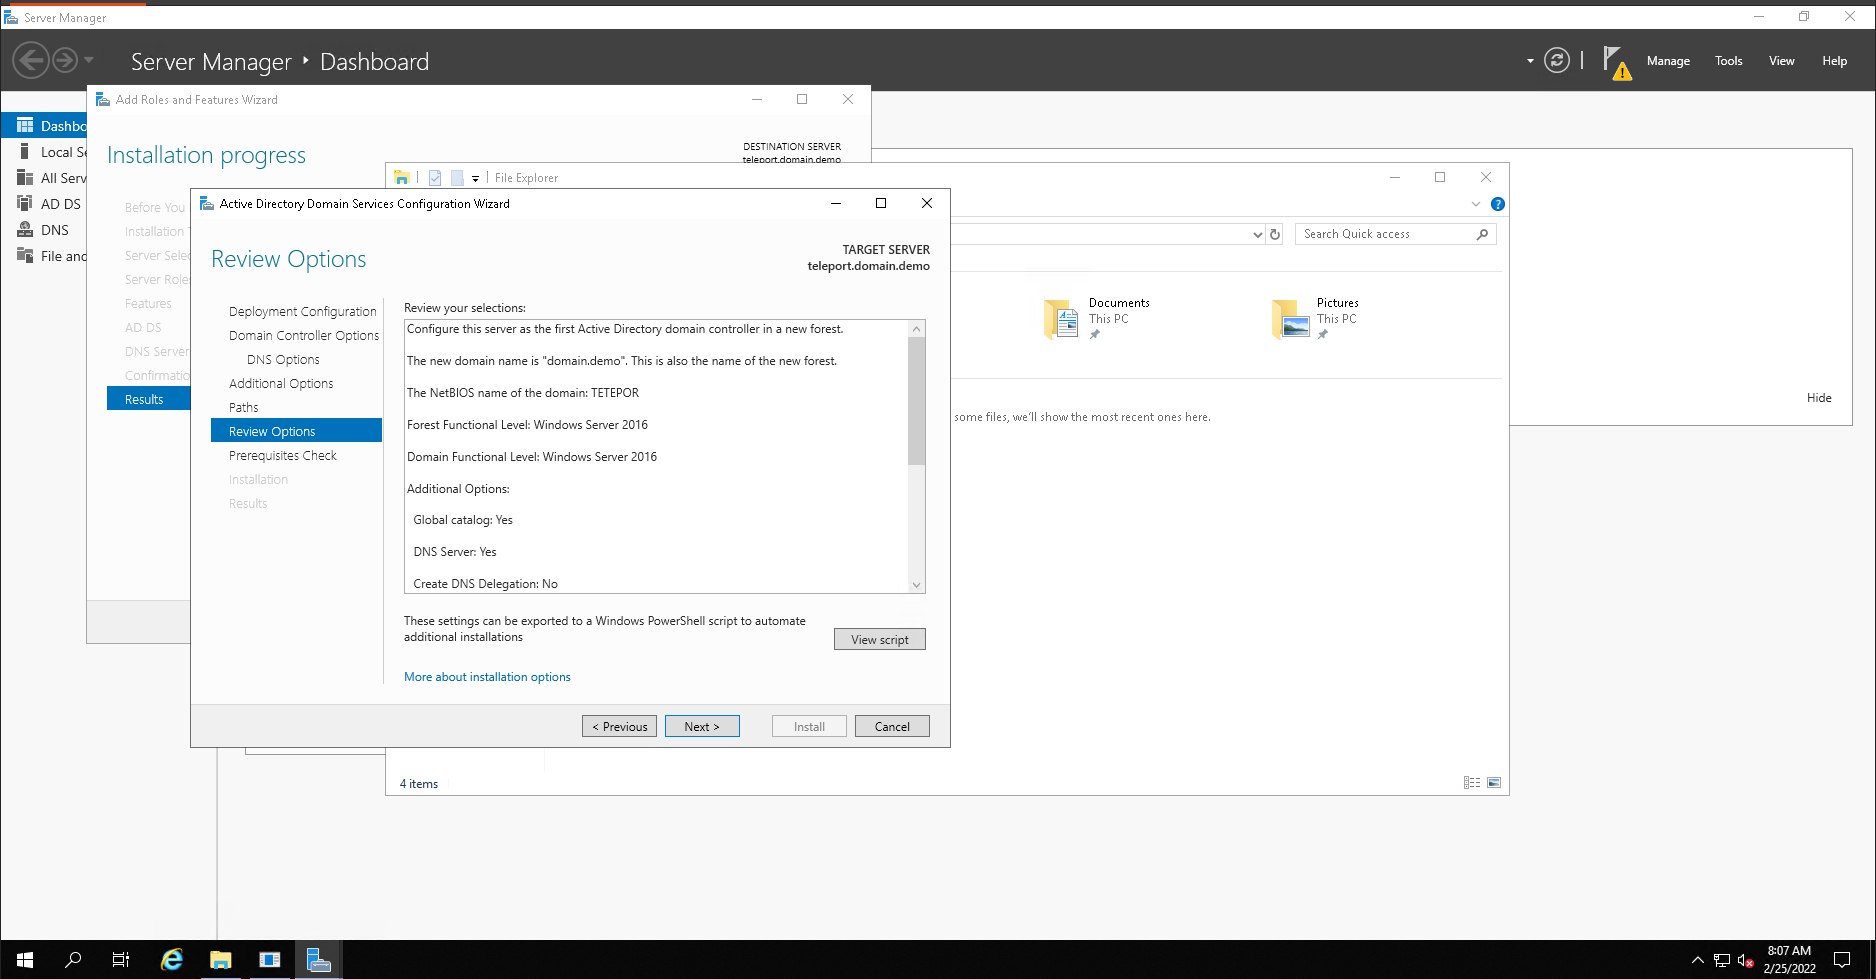 Server Manager
Server Manager ‣ Dashboard
Manage
Tools
View
Help
Dashbo
Local Se
All Serv
AD DS
DNS
File and
Add Roles and Features Wizard
Installation progress
DESTINATION SERVER
teleport.domain.demo
Before You
Installation T
Server Selec
Server Roles
Features
AD DS
DNS Server
Confirmatio
Results
File Explorer
Search Quick access
Documents
This PC
Pictures
This PC
some files, we'll show the most recent ones here.
4 items
Hide
Active Directory Domain Services Configuration Wizard
Review Options
TARGET SERVER
teleport.domain.demo
Deployment Configuration
Domain Controller Options
DNS Options
Additional Options
Paths
Review Options
Prerequisites Check
Installation
Results
Review your selections:
Configure this server as the first Active Directory domain controller in a new forest.
The new domain name is "domain.demo". This is also the name of the new forest.
The NetBIOS name of the domain: TETEPOR
Forest Functional Level: Windows Server 2016
Domain Functional Level: Windows Server 2016
Additional Options:
Global catalog: Yes
DNS Server: Yes
Create DNS Delegation: No
These settings can be exported to a Windows PowerShell script to automate
additional installations
View script
More about installation options
< Previous
Next >
Install
Cancel
8:07 AM
2/25/2022